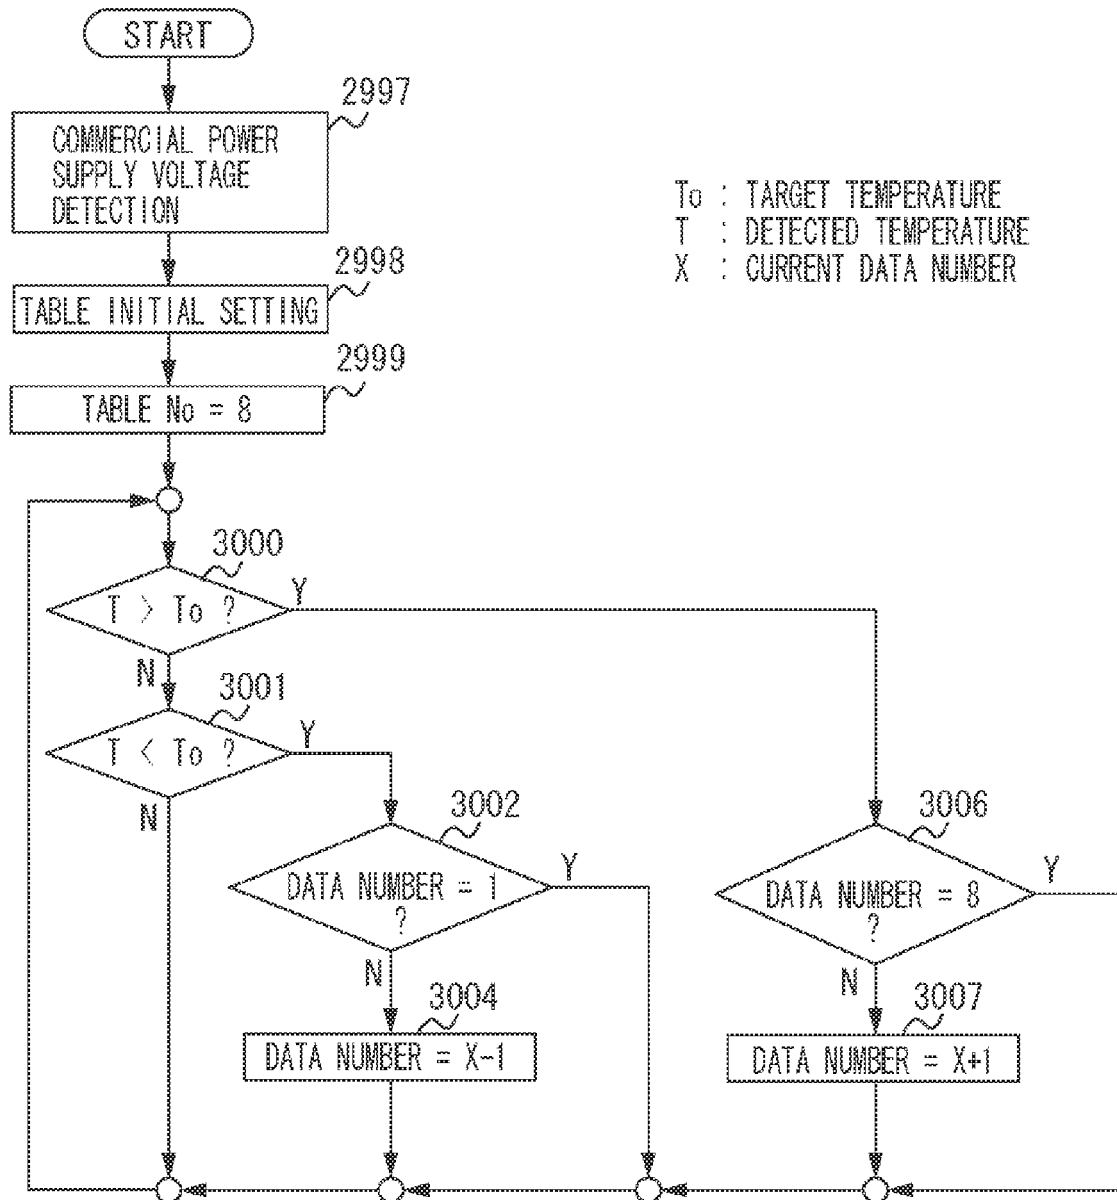 START
2997
COMMERCIAL POWER
SUPPLY VOLTAGE
DETECTION
To : TARGET TEMPERATURE
T : DETECTED TEMPERATURE
X : CURRENT DATA NUMBER
2998
TABLE INITIAL SETTING
2999
TABLE No = 8
3000
T > To ?
Y
N
3001
T < To ?
Y
N
3002
DATA NUMBER = 1
?
Y
N
3006
DATA NUMBER = 8
?
Y
N
3004
DATA NUMBER = X-1
3007
DATA NUMBER = X+1